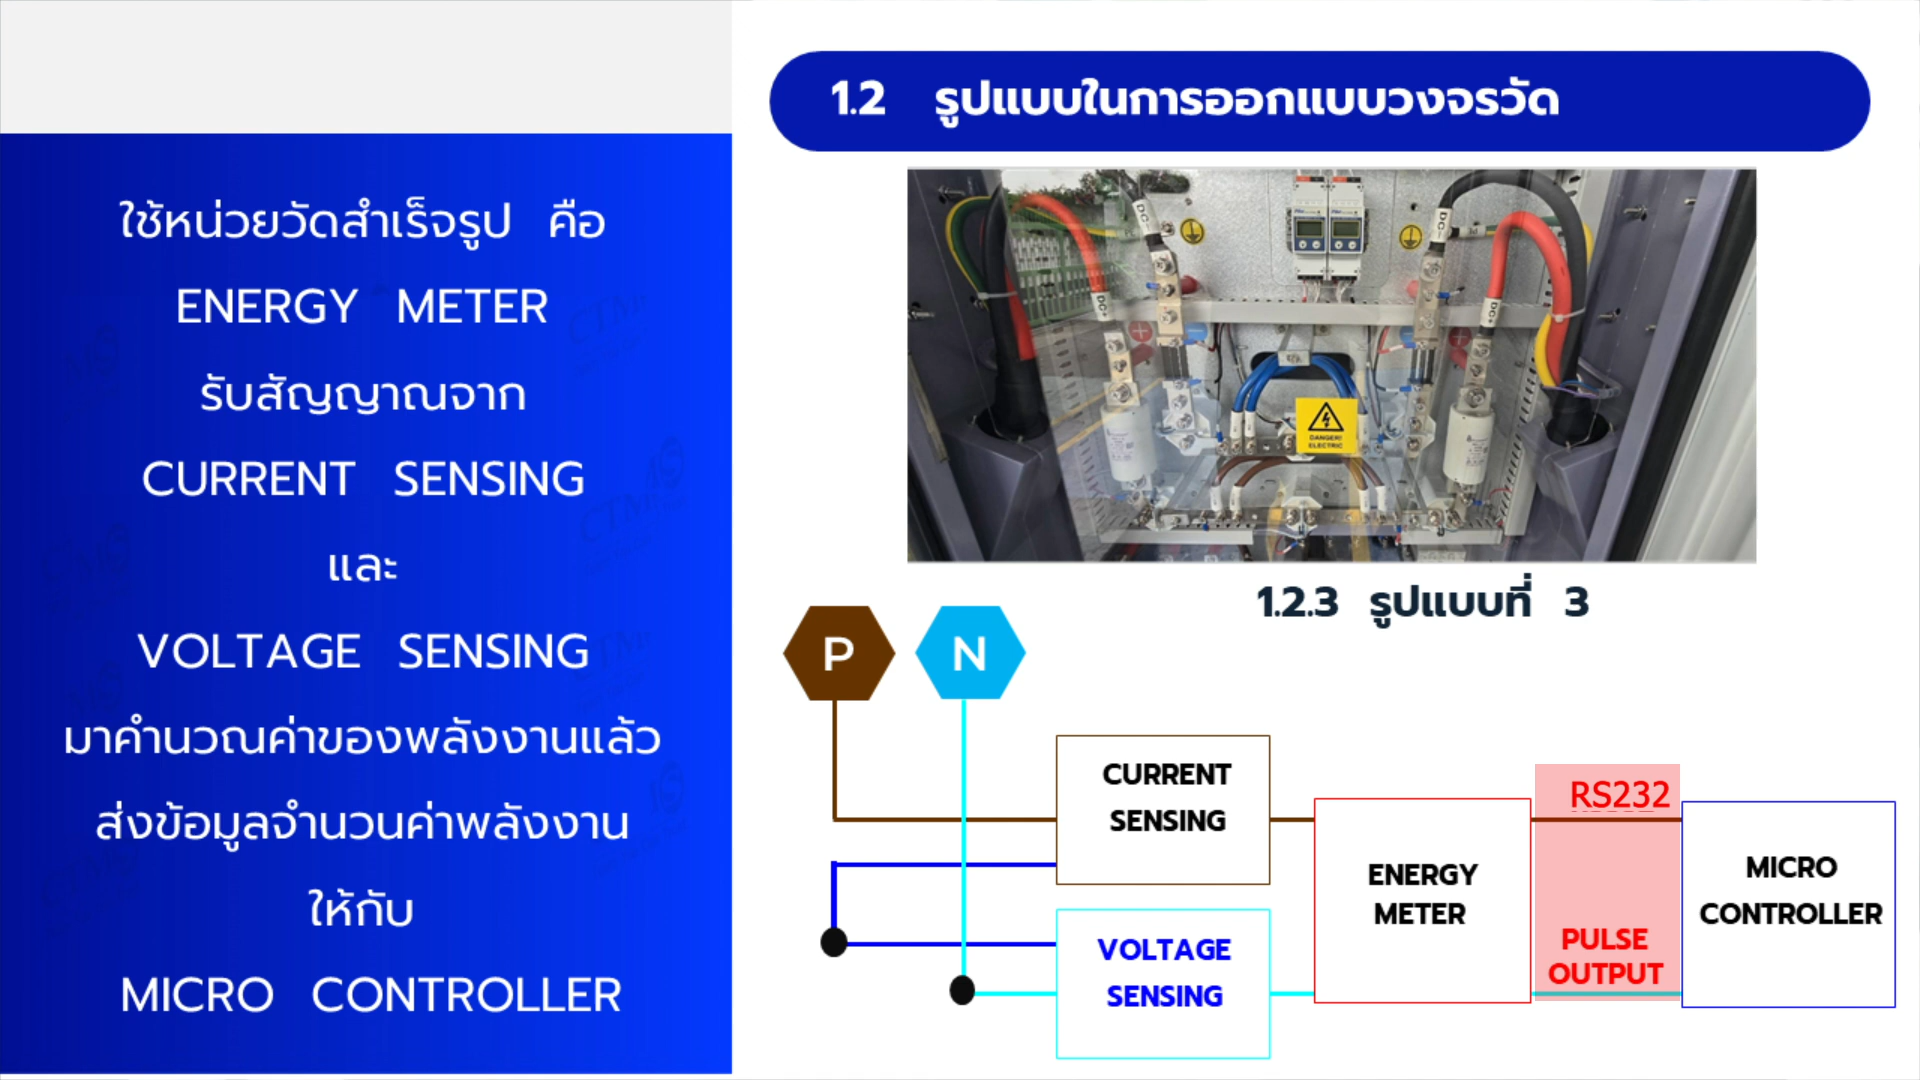 1.2 รูปแบบในการออกแบบวงจรวัด
ใช้หน่วยวัดสำเร็จรูป คือ
ENERGY METER
รับสัญญาณจาก
CURRENT SENSING
และ
VOLTAGE SENSING
มาคำนวณค่าของพลังงานแล้ว
ส่งข้อมูลจำนวนค่าพลังงาน
ให้กับ
MICRO CONTROLLER
DC-
DC-
DC+
DC+
DANGER!
ELECTRIC
1.2.3 รูปแบบที่ 3
P
N
CURRENT
SENSING
VOLTAGE
SENSING
ENERGY
METER
RS232
PULSE
OUTPUT
MICRO
CONTROLLER